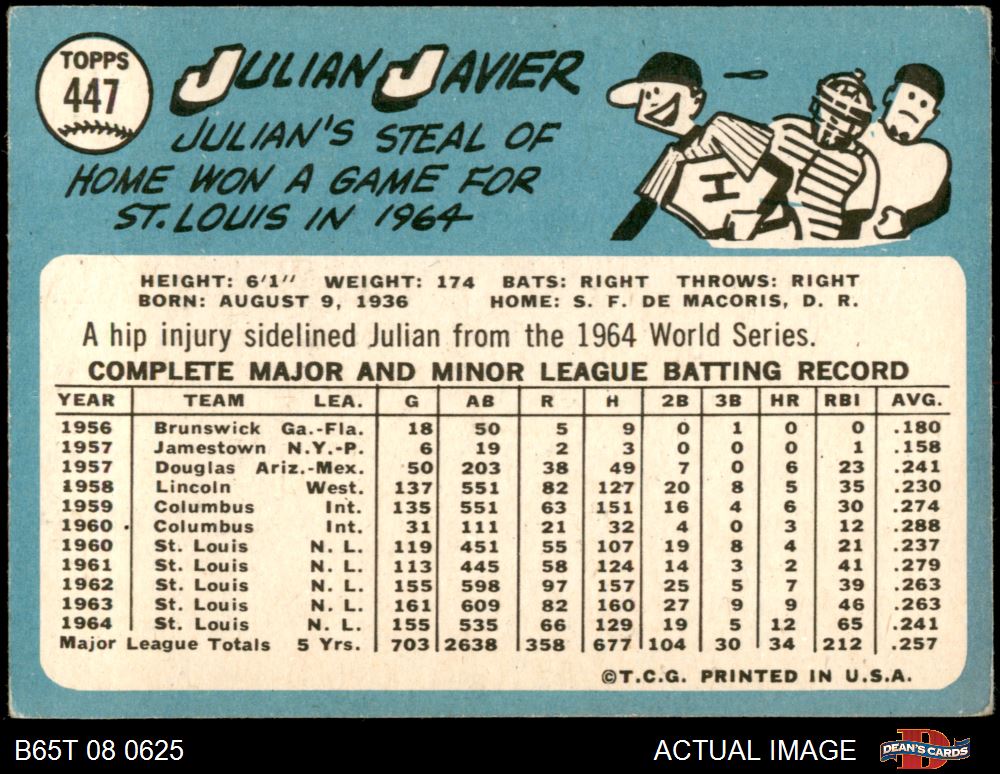 TOPPS
447
JULIAN JAVIER
JULIAN'S STEAL OF
HOME WON A GAME FOR
ST. LOUIS IN 1964
H
HEIGHT: 6'1" WEIGHT: 174 BATS: RIGHT THROWS: RIGHT
BORN: AUGUST 9, 1936 HOME: S. F. DE MACORIS, D. R.
A hip injury sidelined Julian from the 1964 World Series.
COMPLETE MAJOR AND MINOR LEAGUE BATTING RECORD
YEAR TEAM LEA. G AB R H 2B 3B HR RBI AVG.
1956 Brunswick Ga.-Fla. 18 50 5 9 0 1 0 0 .180
1957 Jamestown N.Y.-P. 6 19 2 3 0 0 0 1 .158
1957 Douglas Ariz.-Mex. 50 203 38 49 7 0 6 23 .241
1958 Lincoln West. 137 551 82 127 20 8 5 35 .230
1959 Columbus Int. 135 551 63 151 16 4 6 30 .274
1960 Columbus Int. 31 111 21 32 4 0 3 12 .288
1960 St. Louis N. L. 119 451 55 107 19 8 4 21 .237
1961 St. Louis N. L. 113 445 58 124 14 3 2 41 .279
1962 St. Louis N. L. 155 598 97 157 25 5 7 39 .263
1963 St. Louis N. L. 161 609 82 160 27 9 9 46 .263
1964 St. Louis N. L. 155 535 66 129 19 5 12 65 .241
Major League Totals 5 Yrs. 703 2638 358 677 104 30 34 212 .257
©T.C.G. PRINTED IN U.S.A.
B65T 08 0625 ACTUAL IMAGE DEAN'S CARDS